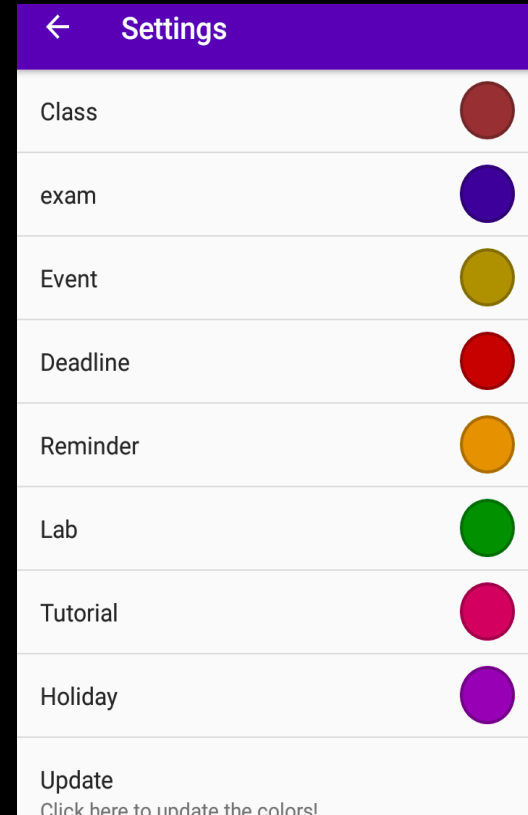 Settings
Class
exam
Event
Deadline
Reminder
Lab
Tutorial
Holiday
Update
Click here to update the colors!